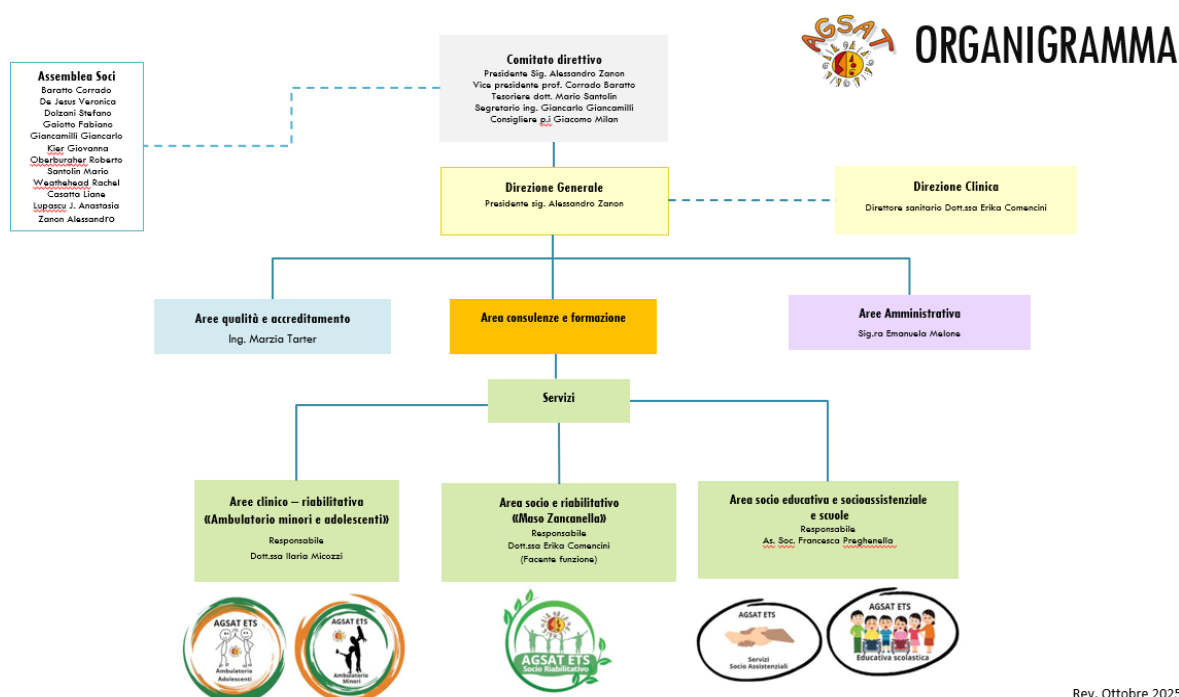 AGSAT
ORGANIGRAMMA
Assemblea Soci
Baratto Corrado
De Jesus Veronica
Dolzani Stefano
Gaiotto Fabiano
Giancamilli Giancarlo
Kier Giovanna
Oberburgher Roberto
Santolin Mario
Weathehead Rachel
Casatta Liane
Lupascu J. Anastasia
Zanon Alessandro
Comitato direttivo
Presidente Sig. Alessandro Zanon
Vice presidente prof. Corrado Baratto
Tesoriere dott. Mario Santolin
Segretario ing. Giancarlo Giancamilli
Consigliere p.i Giacomo Milan
Direzione Generale
Presidente sig. Alessandro Zanon
Direzione Clinica
Direttore sanitario Dott.ssa Erika Comencini
Aree qualità e accreditamento
Ing. Marzia Tarter
Area consulenze e formazione
Aree Amministrativa
Sig.ra Emanuela Melone
Servizi
Aree clinico – riabilitativa
«Ambulatorio minori e adolescenti»
Responsabile
Dott.ssa Ilaria Micozzi
Area socio e riabilitativo
«Maso Zancanella»
Responsabile
Dott.ssa Erika Comencini
(Facente funzione)
Area socio educativa e socioassistenziale
e scuole
Responsabile
As. Soc. Francesca Preghenella
AGSAT ETS
Ambulatorio
Adolescenti
AGSAT ETS
Ambulatorio
Minori
AGSAT ETS
Socio Riabilitativo
AGSAT ETS
Servizi
Socio Assistenziali
AGSAT ETS
Educativa scolastica
Rev. Ottobre 2025